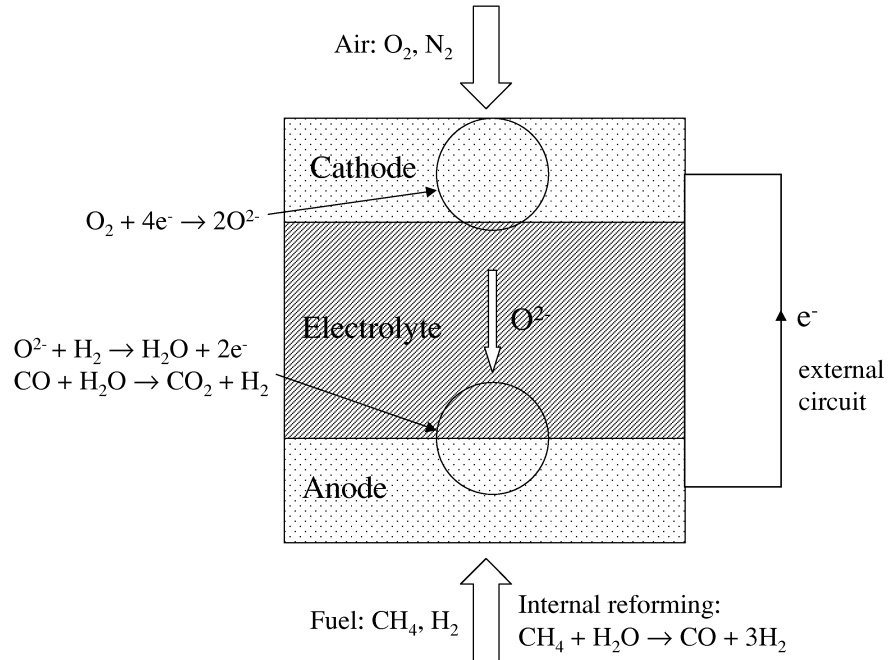 Air: O₂, N₂
Cathode
O₂ + 4e⁻ → 2O²⁻
Electrolyte
O²⁻
e⁻
O²⁻ + H₂ → H₂O + 2e⁻
CO + H₂O → CO₂ + H₂
external
circuit
Anode
Fuel: CH₄, H₂
Internal reforming:
CH₄ + H₂O → CO + 3H₂